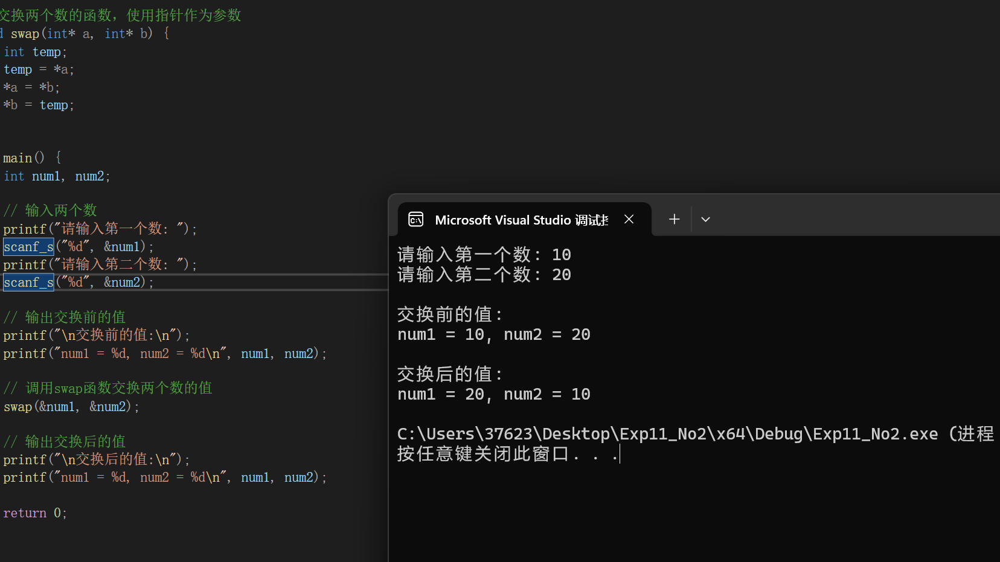 交换两个数的函数，使用指针作为参数
d swap(int* a, int* b) {
int temp;
temp = *a;
*a = *b;
*b = temp;
main() {
int num1, num2;
// 输入两个数
printf("请输入第一个数: ");
scanf_s("%d", &num1);
printf("请输入第二个数: ");
scanf_s("%d", &num2);
// 输出交换前的值
printf("\n交换前的值:\n");
printf("num1 = %d, num2 = %d\n", num1, num2);
// 调用swap函数交换两个数的值
swap(&num1, &num2);
// 输出交换后的值
printf("\n交换后的值:\n");
printf("num1 = %d, num2 = %d\n", num1, num2);
return 0;
Microsoft Visual Studio 调试
请输入第一个数: 10
请输入第二个数: 20
交换前的值:
num1 = 10, num2 = 20
交换后的值:
num1 = 20, num2 = 10
C:\Users\37623\Desktop\Exp11_No2\x64\Debug\Exp11_No2.exe (进程
按任意键关闭此窗口. . .